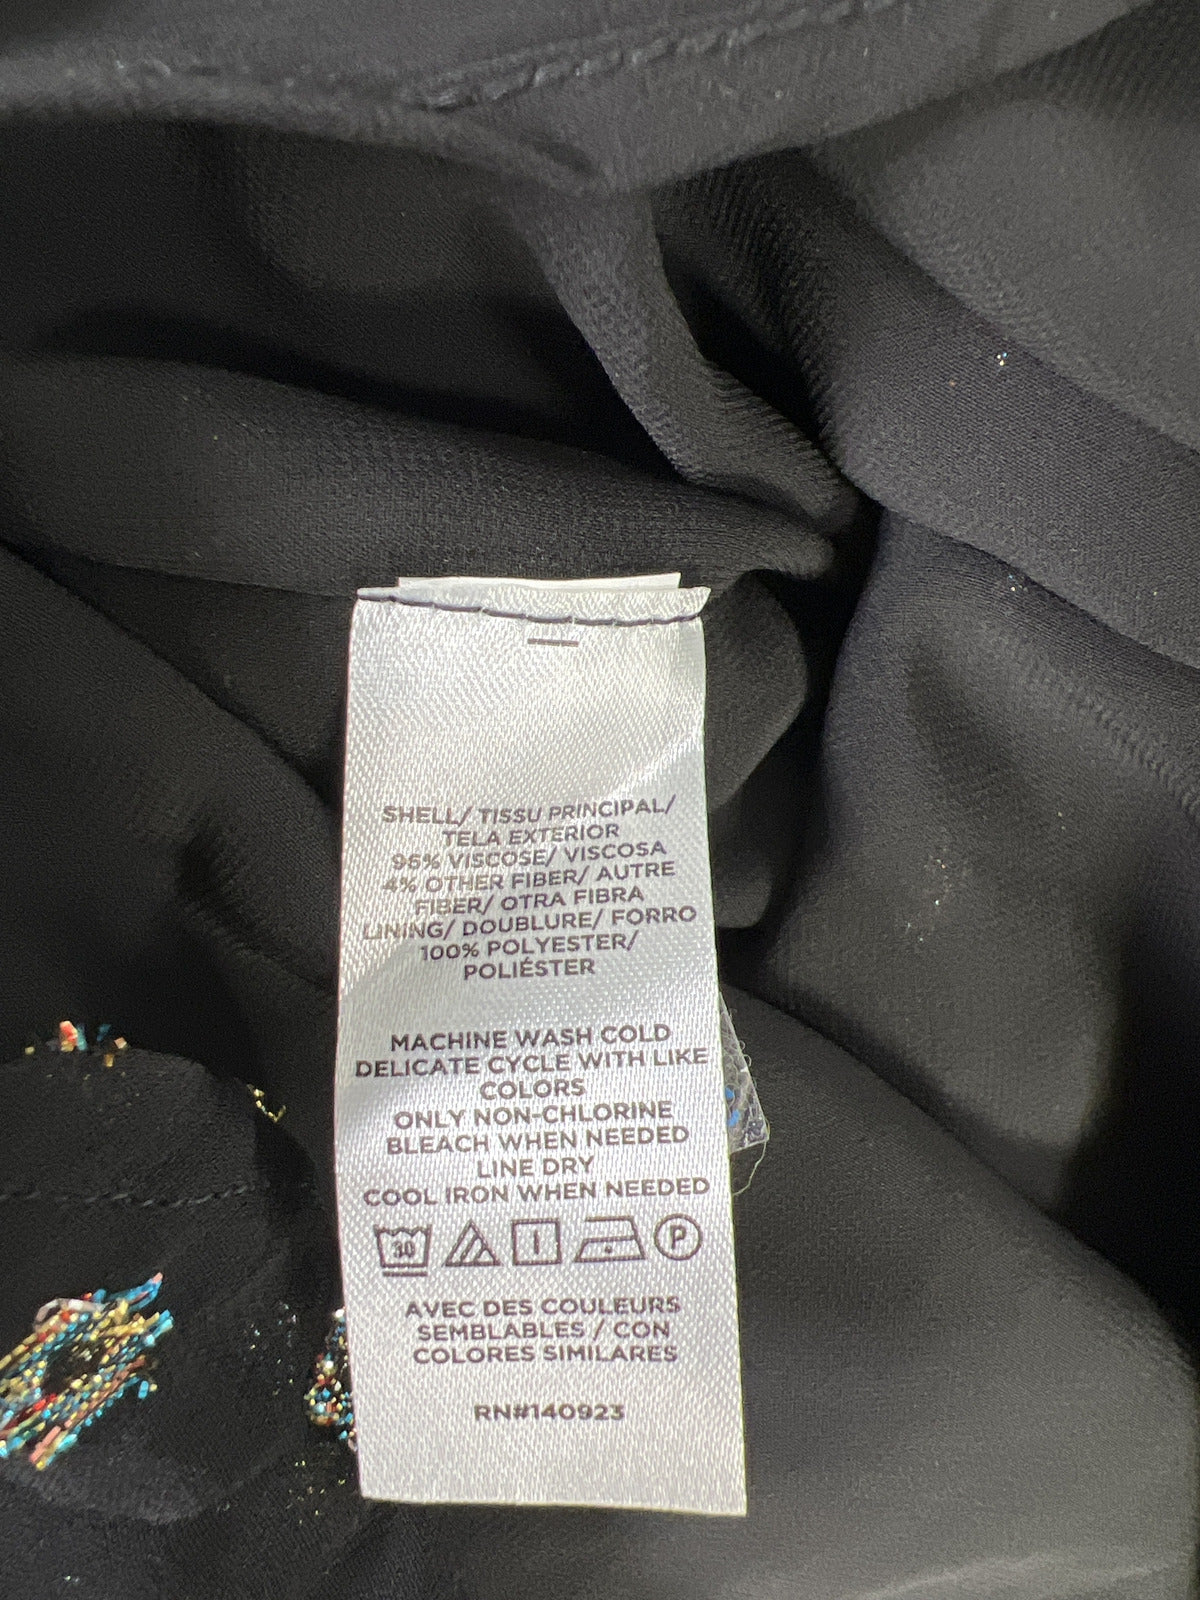 SHELL/ TISSU PRINCIPAL/
TELA EXTERIOR
96% VISCOSE/ VISCOSA
4% OTHER FIBER/ AUTRE
FIBER/ OTRA FIBRA
LINING/ DOUBLURE/ FORRO
100% POLYESTER/
POLIÉSTER
MACHINE WASH COLD
DELICATE CYCLE WITH LIKE
COLORS
ONLY NON-CHLORINE
BLEACH WHEN NEEDED
LINE DRY
COOL IRON WHEN NEEDED
30 P
AVEC DES COULEURS
SEMBLABLES / CON
COLORES SIMILARES
RN#140923